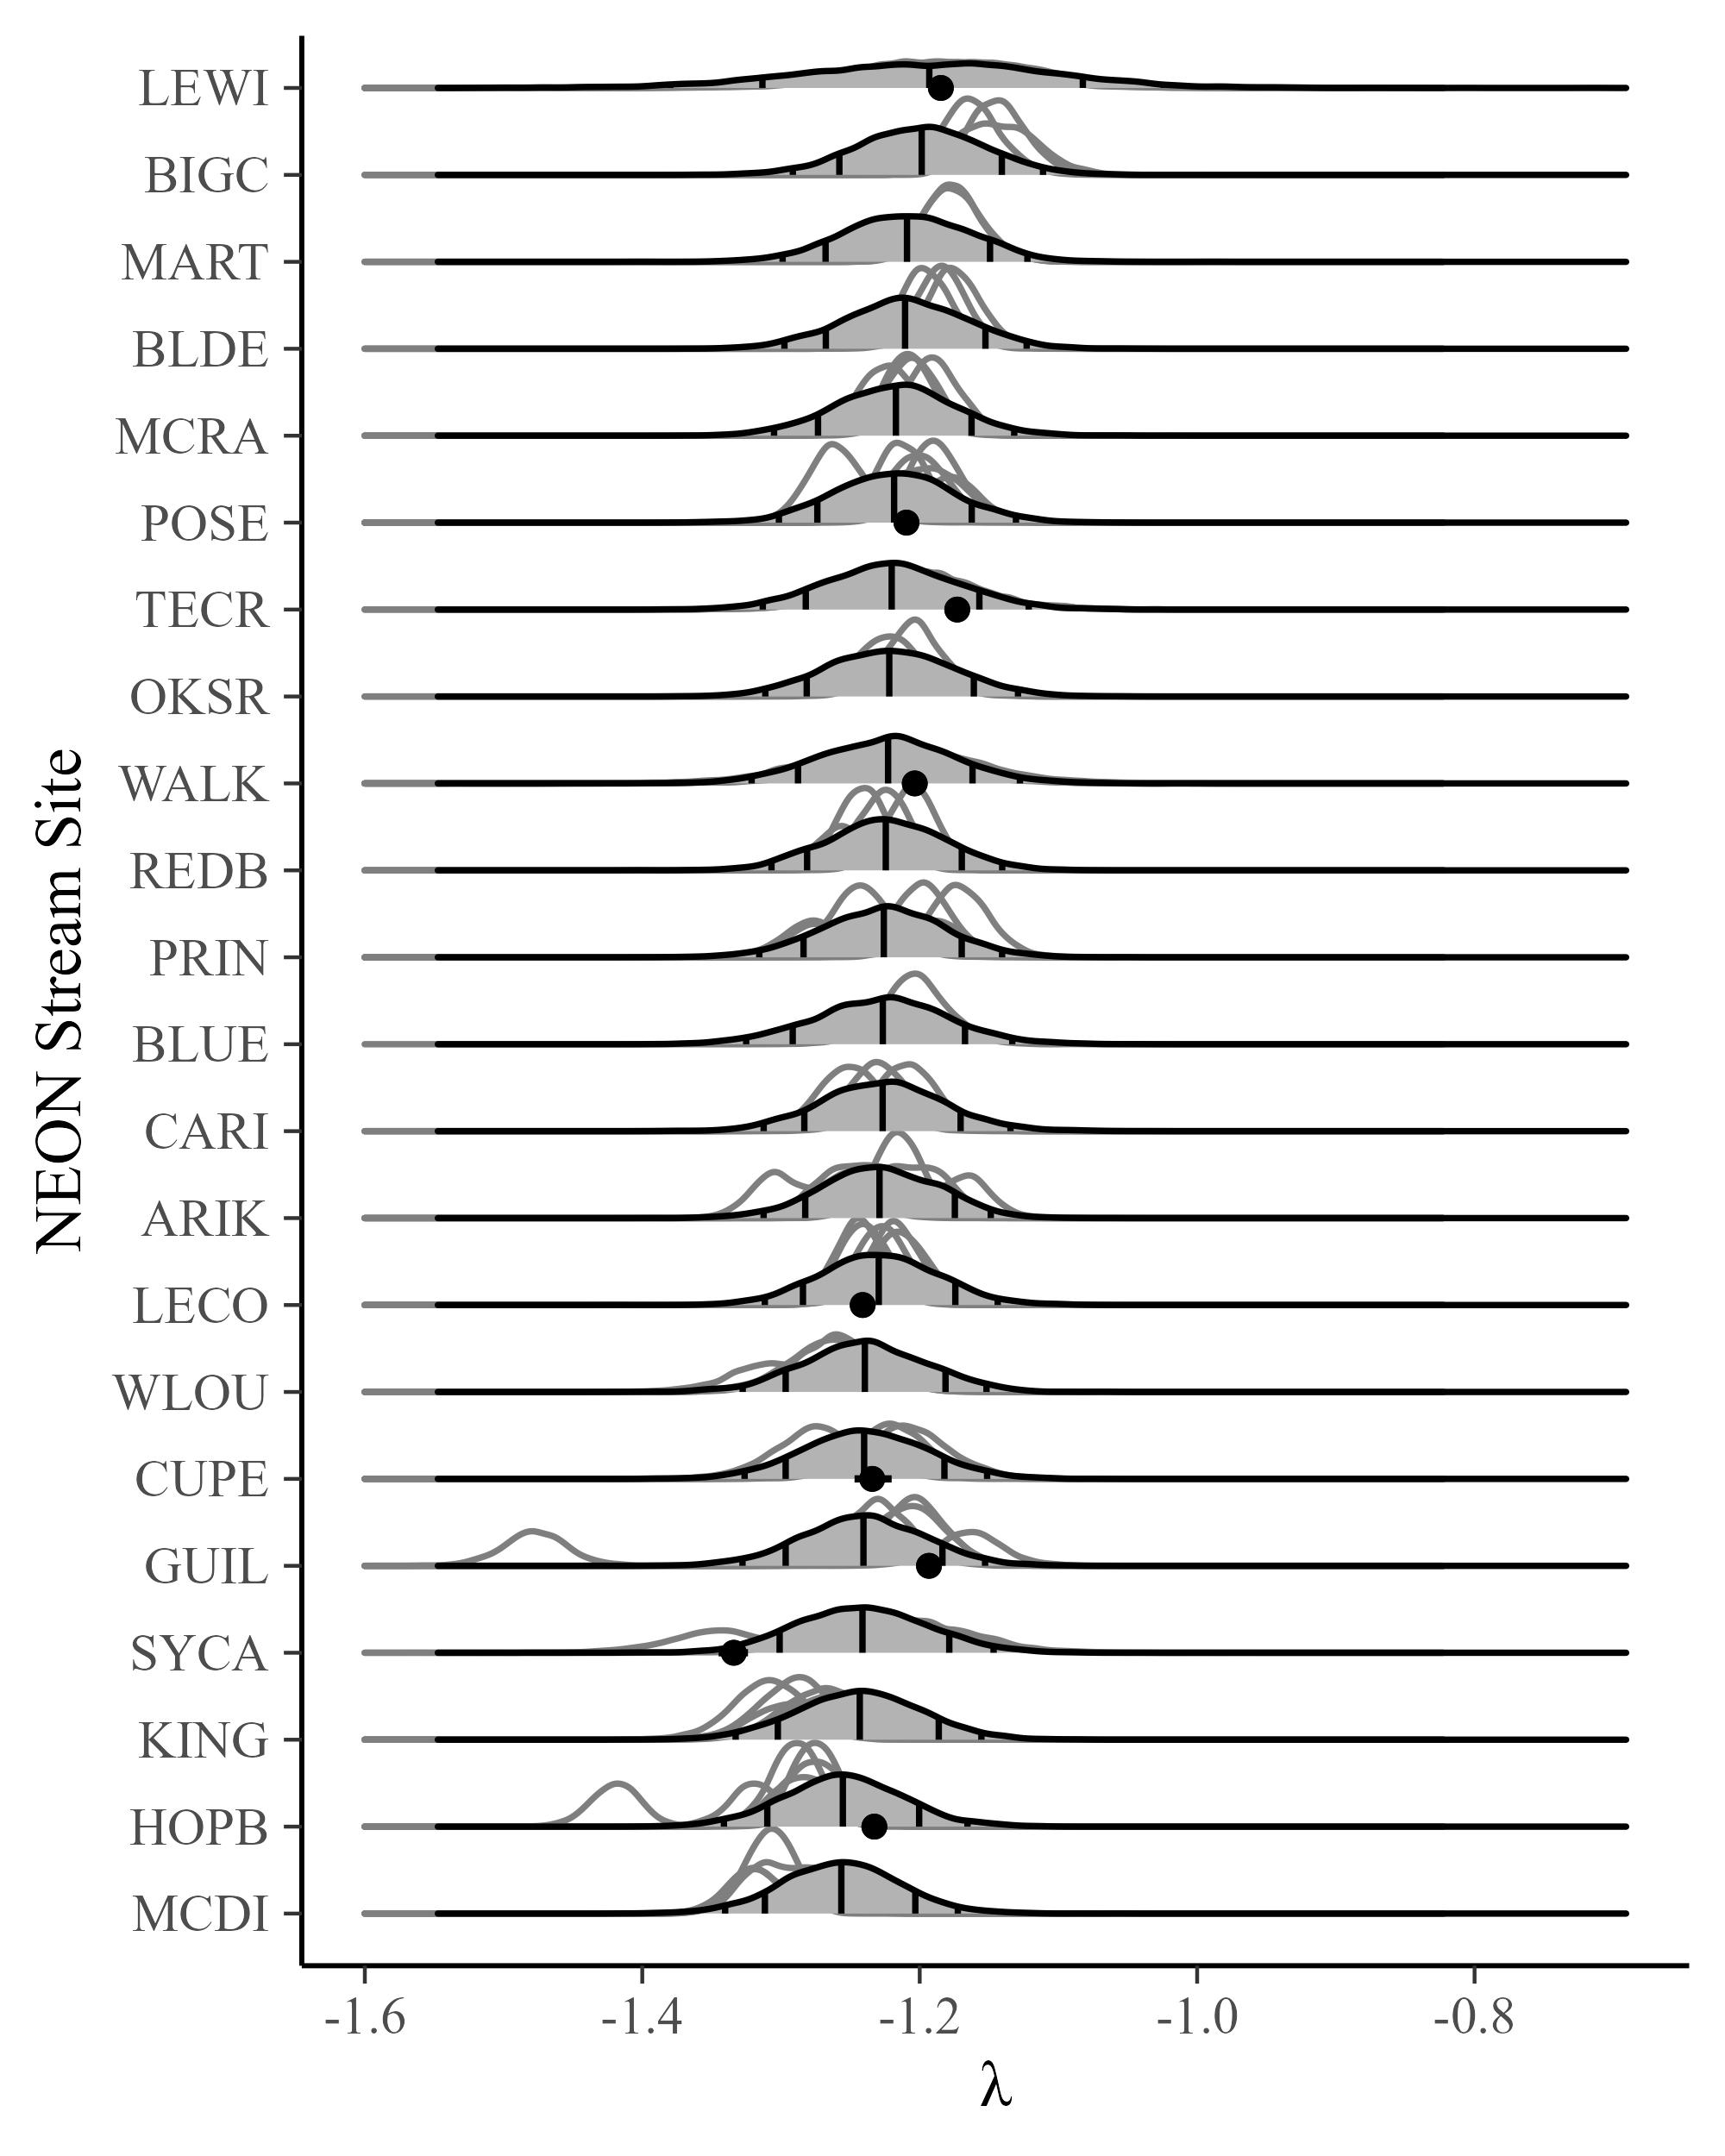 NEON Stream Site
LEWI
BIGC
MART
BLDE
MCRA
POSE
TECR
OKSR
WALK
REDB
PRIN
BLUE
CARI
ARIK
LECO
WLOU
CUPE
GUIL
SYCA
KING
HOPB
MCDI
-1.6 -1.4 -1.2 -1.0 -0.8
λ